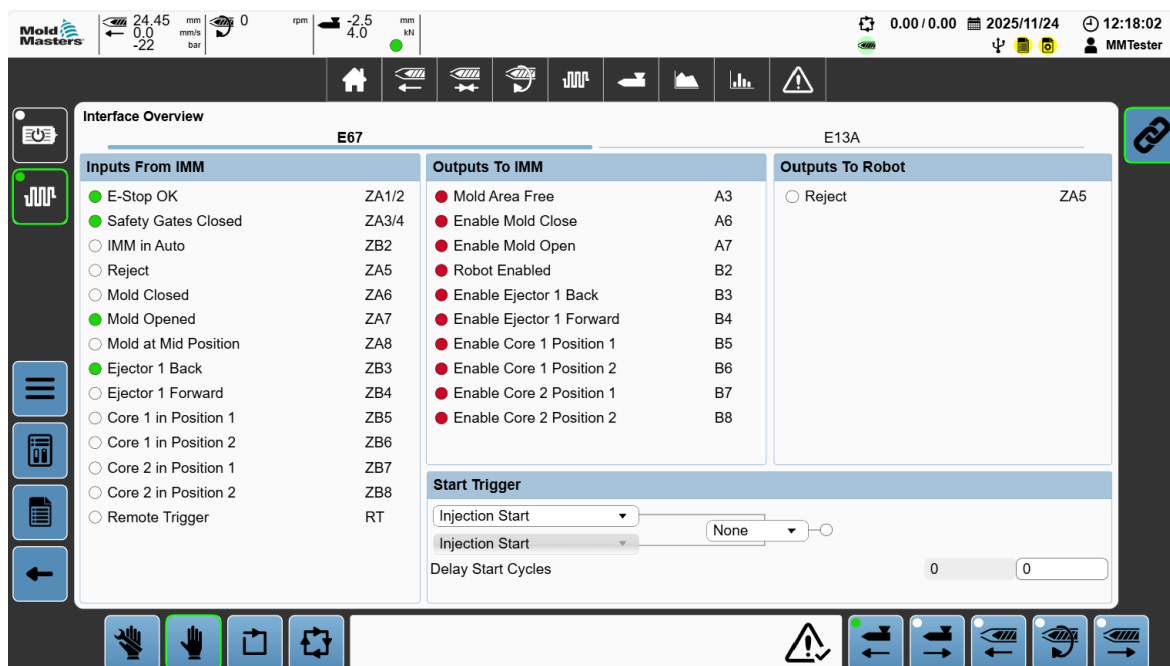 Mold
Masters
24.45 mm
0.0 mm/s
-22 bar
0 rpm
-2.5 mm
4.0 kN
0.00 / 0.00
2025/11/24
12:18:02
MMTester
Interface Overview
E67
E13A
Inputs From IMM
E-Stop OK ZA1/2
Safety Gates Closed ZA3/4
IMM in Auto ZB2
Reject ZA5
Mold Closed ZA6
Mold Opened ZA7
Mold at Mid Position ZA8
Ejector 1 Back ZB3
Ejector 1 Forward ZB4
Core 1 in Position 1 ZB5
Core 1 in Position 2 ZB6
Core 2 in Position 1 ZB7
Core 2 in Position 2 ZB8
Remote Trigger RT
Outputs To IMM
Mold Area Free A3
Enable Mold Close A6
Enable Mold Open A7
Robot Enabled B2
Enable Ejector 1 Back B3
Enable Ejector 1 Forward B4
Enable Core 1 Position 1 B5
Enable Core 1 Position 2 B6
Enable Core 2 Position 1 B7
Enable Core 2 Position 2 B8
Outputs To Robot
Reject ZA5
Start Trigger
Injection Start
None
Injection Start
Delay Start Cycles 0 0